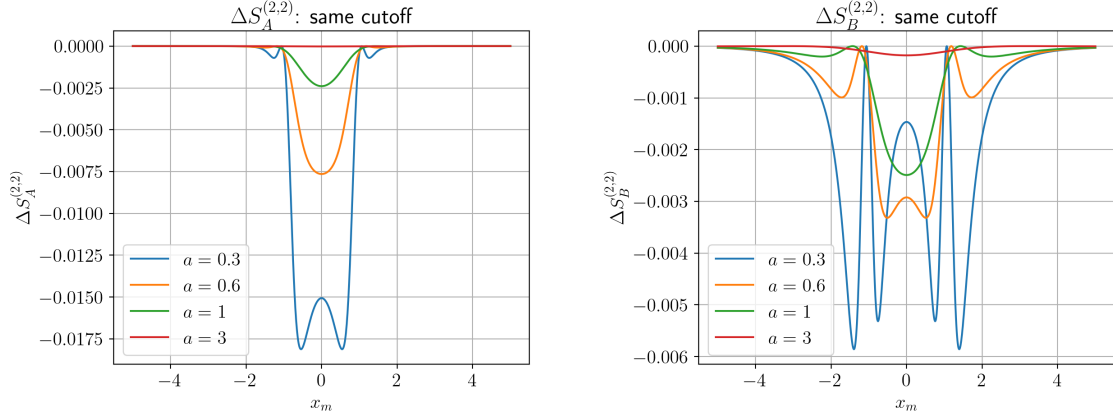 ΔS_A^{(2,2)}: same cutoff
0.0000
−0.0025
−0.0050
−0.0075
−0.0100
−0.0125
−0.0150
−0.0175
ΔS_A^{(2,2)}
a = 0.3
a = 0.6
a = 1
a = 3
−4 −2 0 2 4
x_m
ΔS_B^{(2,2)}: same cutoff
0.000
−0.001
−0.002
−0.003
−0.004
−0.005
−0.006
ΔS_B^{(2,2)}
a = 0.3
a = 0.6
a = 1
a = 3
−4 −2 0 2 4
x_m